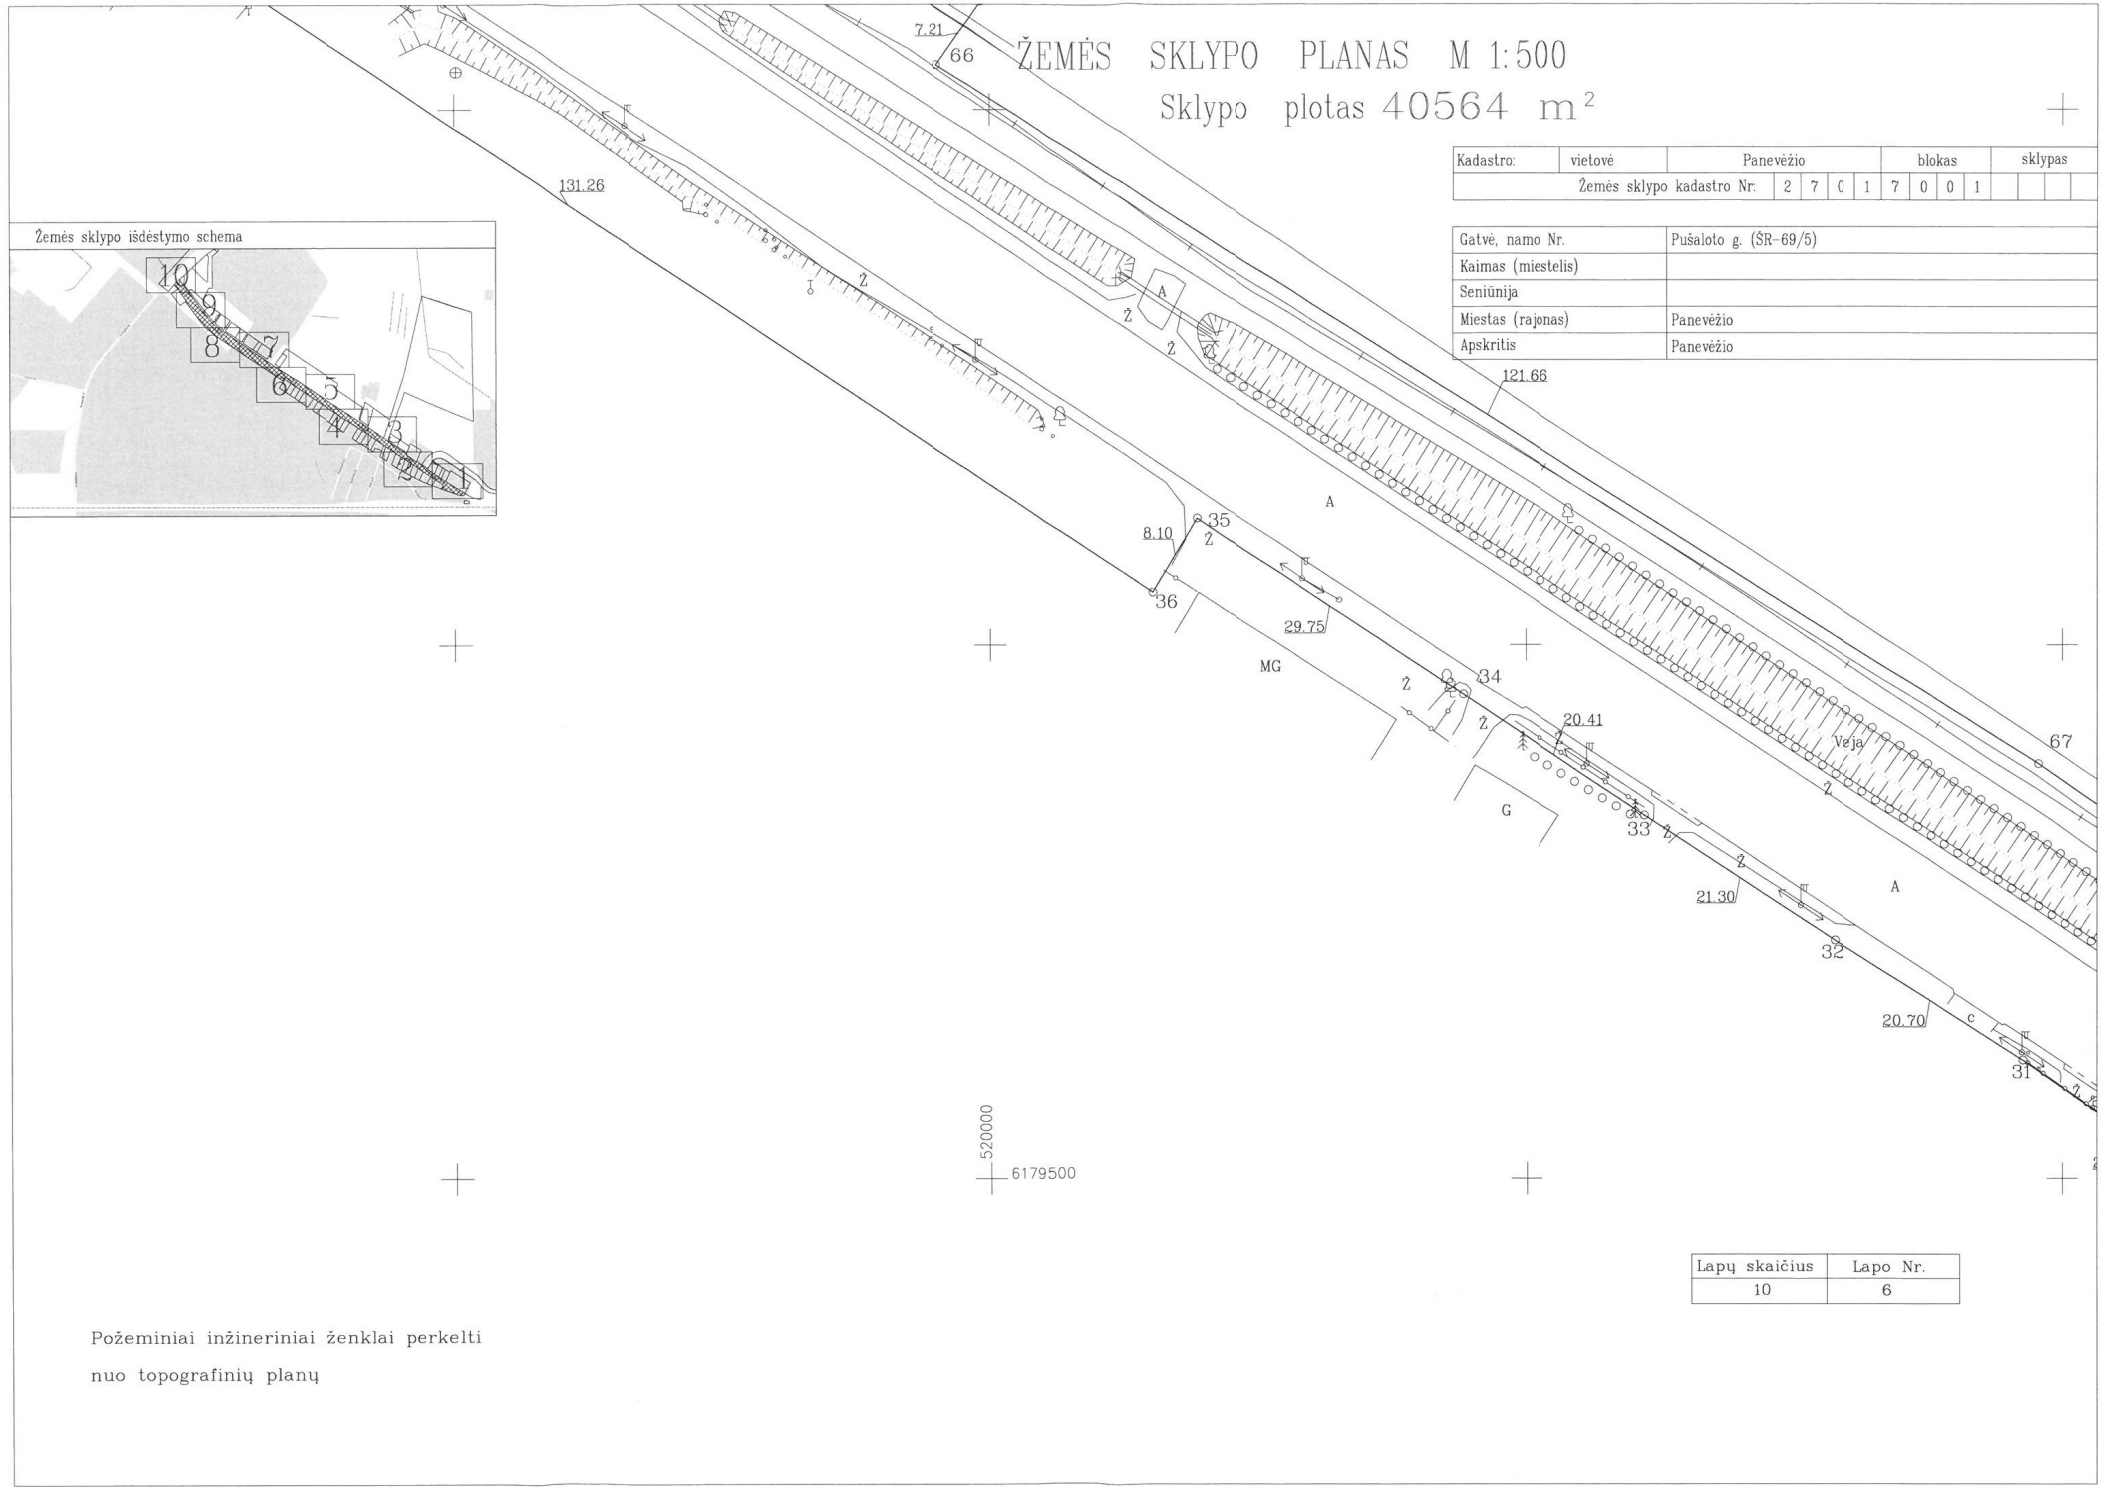 7.21
66
ŽEMĖS SKLYPO PLANAS M 1:500
Sklypo plotas 40564 m²
Kadastro: vietovė Panevėžio blokas sklypas
Žemės sklypo kadastro Nr: 2 7 0 1 7 0 0 1
131.26
Žemės sklypo išdėstymo schema
10
9
8
7
6
5
4
3
2
1
Gatvė, namo Nr. Pušaloto g. (ŠR-69/5)
Kaimas (miestelis)
Seniūnija
Miestas (rajonas) Panevėžio
Apskritis Panevėžio
Ž
A
Ž
Ž
121.66
A
35
8.10
Ž
36
29.75
MG
Ž
34
Ž
20.41
Ž
Veja
67
Ž
G
33
Ž
Ž
21.30
A
32
20.70
c
31
Ž
520000
6179500
Lapų skaičius Lapo Nr.
10 6
Požeminiai inžineriniai ženklai perkelti
nuo topografinių planų